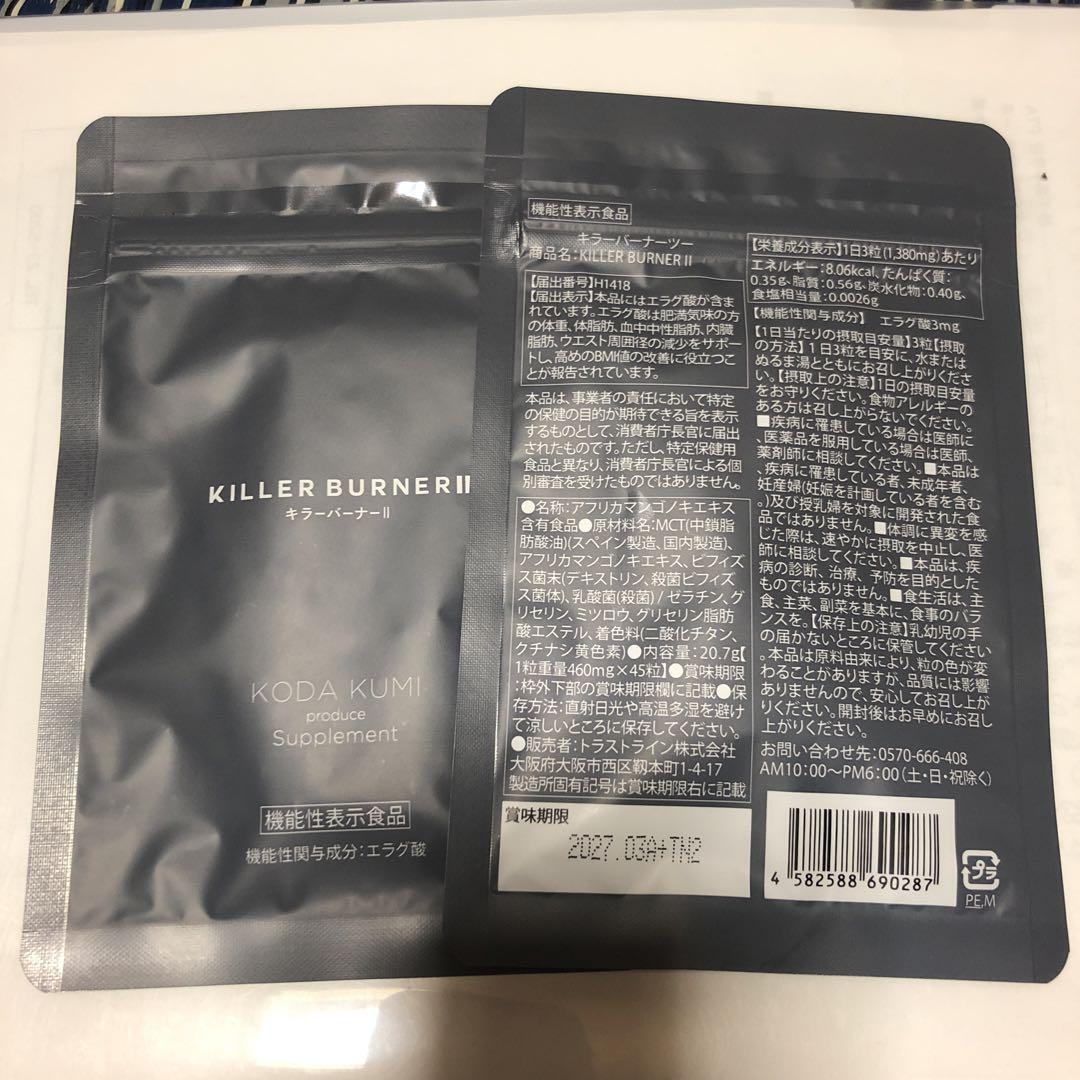 KILLER BURNERⅡ
キラーバーナーⅡ
KODA KUMI
produce
Supplement
機能性表示食品
機能性関与成分：エラグ酸
機能性表示食品
キラーバーナーツー
商品名：KILLER BURNERⅡ
【届出番号】H1418
【届出表示】本品にはエラグ酸が含ま
れています。エラグ酸は肥満気味の方
の体重、体脂肪、血中中性脂肪、内臓
脂肪、ウエスト周囲径の減少をサポー
トし、高めのBMI値の改善に役立つこ
とが報告されています。
本品は、事業者の責任において特定
の保健の目的が期待できる旨を表示
するものとして、消費者庁長官に届出
されたものです。ただし、特定保健用
食品と異なり、消費者庁長官による個
別審査を受けたものではありません。
●名称：アフリカマンゴノキエキス
含有食品●原材料名：MCT(中鎖脂
肪酸油)(スペイン製造、国内製造)、
アフリカマンゴノキエキス、ビフィズ
ス菌末(デキストリン、殺菌ビフィズ
ス菌体)、乳酸菌(殺菌) / ゼラチン、グ
リセリン、ミツロウ、グリセリン脂肪
酸エステル、着色料(二酸化チタン、
クチナシ黄色素)●内容量：20.7g【
1粒重量460mg×45粒】●賞味期限
：枠外下部の賞味期限欄に記載●保
存方法：直射日光や高温多湿を避け
て涼しいところに保存してください。
●販売者：トラストライン株式会社
大阪府大阪市西区靱本町1-4-17
製造所固有記号は賞味期限右に記載
賞味期限
2027.03A+TN2
【栄養成分表示】1日3粒(1,380mg)あたり
エネルギー：8.06kcal、たんぱく質：
0.35g、脂質：0.56g、炭水化物：0.40g、
食塩相当量：0.0026g
【機能性関与成分】 エラグ酸3mg
【1日当たりの摂取目安量】3粒【摂取
の方法】1日3粒を目安に、水または
ぬるま湯とともにお召し上がりくださ
い。【摂取上の注意】1日の摂取目安量
をお守りください。食物アレルギーの
ある方は召し上がらないでください。
■疾病に罹患している場合は医師に
、医薬品を服用している場合は医師、
薬剤師に相談してください。■本品は
、疾病に罹患している者、未成年者、
妊産婦(妊娠を計画している者を含む
。)及び授乳婦を対象に開発された食
品ではありません。■体調に異変を感
じた際は、速やかに摂取を中止し、医
師に相談してください。■本品は、疾
病の診断、治療、予防を目的とした
ものではありません。■食生活は、主
食、主菜、副菜を基本に、食事のバラ
ンスを。【保存上の注意】乳幼児の手
の届かないところに保管してください
。本品は原料由来により、粒の色が変
わることがありますが、品質には影響
ありませんので、安心してお召し上が
りください。開封後はお早めにお召し
上がりください。
お問い合わせ先：0570-666-408
AM10：00～PM6：00（土・日・祝除く）
4 582588 690287
プラ
PE,M